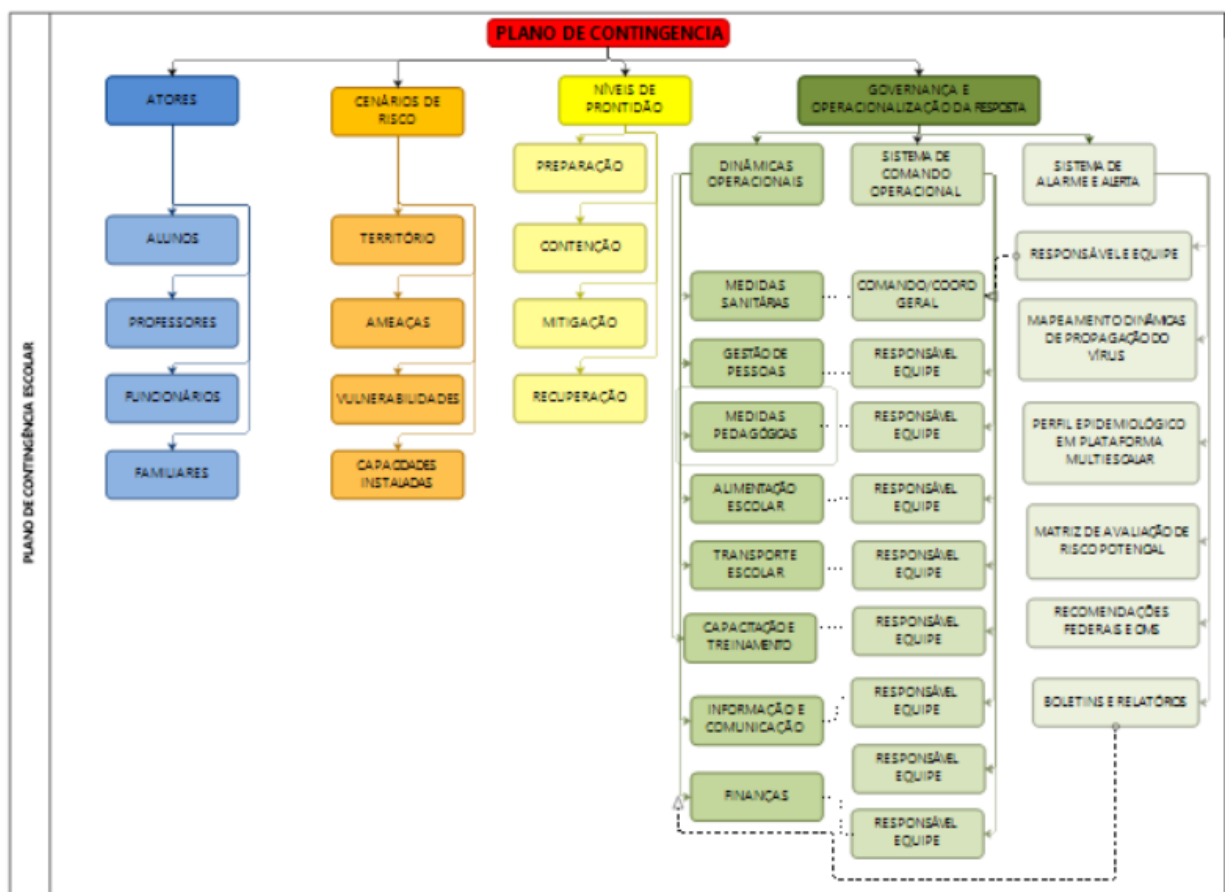 PLANO DE CONTINGENCIA
PLANO DE CONTINGÊNCIA ESCOLAR
ATORES
ALUNOS
PROFESSORES
FUNCIONÁRIOS
FAMILIARES
CENÁRIOS DE
RISCO
TERRITÓRIO
AMEAÇAS
VULNERABILIDADES
CAPACIDADES
INSTALADAS
NÍVEIS DE
PRONTIDÃO
PREPARAÇÃO
CONTENÇÃO
MITIGAÇÃO
RECUPERAÇÃO
GOVERNANÇA E
OPERACIONALIZAÇÃO DA RESPOSTA
DINÂMICAS
OPERACIONAIS
MEDIDAS
SANITÁRIAS
GESTÃO DE
PESSOAS
MEDIDAS
PEDAGÓGICAS
ALIMENTAÇÃO
ESCOLAR
TRANSPORTE
ESCOLAR
CAPACITAÇÃO E
TREINAMENTO
INFORMAÇÃO E
COMUNICAÇÃO
FINANÇAS
SISTEMA DE
COMANDO
OPERACIONAL
COMANDO/COORD
GERAL
RESPONSÁVEL
EQUIPE
RESPONSÁVEL
EQUIPE
RESPONSÁVEL
EQUIPE
RESPONSÁVEL
EQUIPE
RESPONSÁVEL
EQUIPE
RESPONSÁVEL
EQUIPE
RESPONSÁVEL
EQUIPE
RESPONSÁVEL
EQUIPE
SISTEMA DE
ALARME E ALERTA
RESPONSÁVEL E EQUIPE
MAPEAMENTO DINÂMICAS
DE PROPAGAÇÃO DO
VÍRUS
PERFIL EPIDEMIOLÓGICO
EM PLATAFORMA
MULTIESCALAR
MATRIZ DE AVALIAÇÃO DE
RISCO POTENCIAL
RECOMENDAÇÕES
FEDERAIS E OMS
BOLETINS E RELATÓRIOS